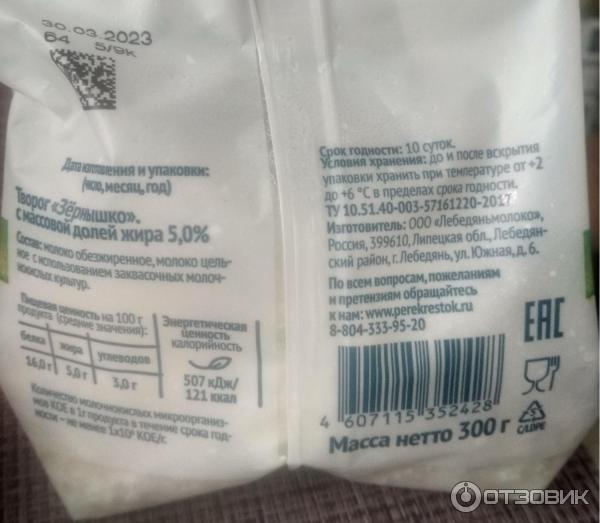 30.03.2023
64 5/9к
Дата изготовления и упаковки:
(число, месяц, год)
Творог «Зёрнышко».
с массовой долей жира 5,0%
Состав: молоко обезжиренное, молоко цель-
ное с использованием заквасочных молоч-
нокислых культур.
Пищевая ценность на 100 г
продукта (средние значения):
белка жира углеводов
16,0 г 5,0 г 3,0 г
Энергетическая
ценность
калорийность
507 кДж/
121 ккал
Количество молочнокислых микроорганиз-
мов КОЕ в 1г продукта в течение срока год-
ности – не менее 1х10⁶ КОЕ/г
Срок годности: 10 суток.
Условия хранения: до и после вскрытия
упаковки хранить при температуре от +2
до +6 °С в пределах срока годности.
ТУ 10.51.40-003-57161220-2017
Изготовитель: ООО «Лебедяньмолоко»,
Россия, 399610, Липецкая обл., Лебедян-
ский район, г. Лебедянь, ул. Южная, д. 6.
По всем вопросам, пожеланиям
и претензиям обращайтесь
к нам: www.perekrestok.ru
8-804-333-95-20
EAC
4 607115 352428
5
C/LDPE
Масса нетто 300 г
ОТЗОВИК